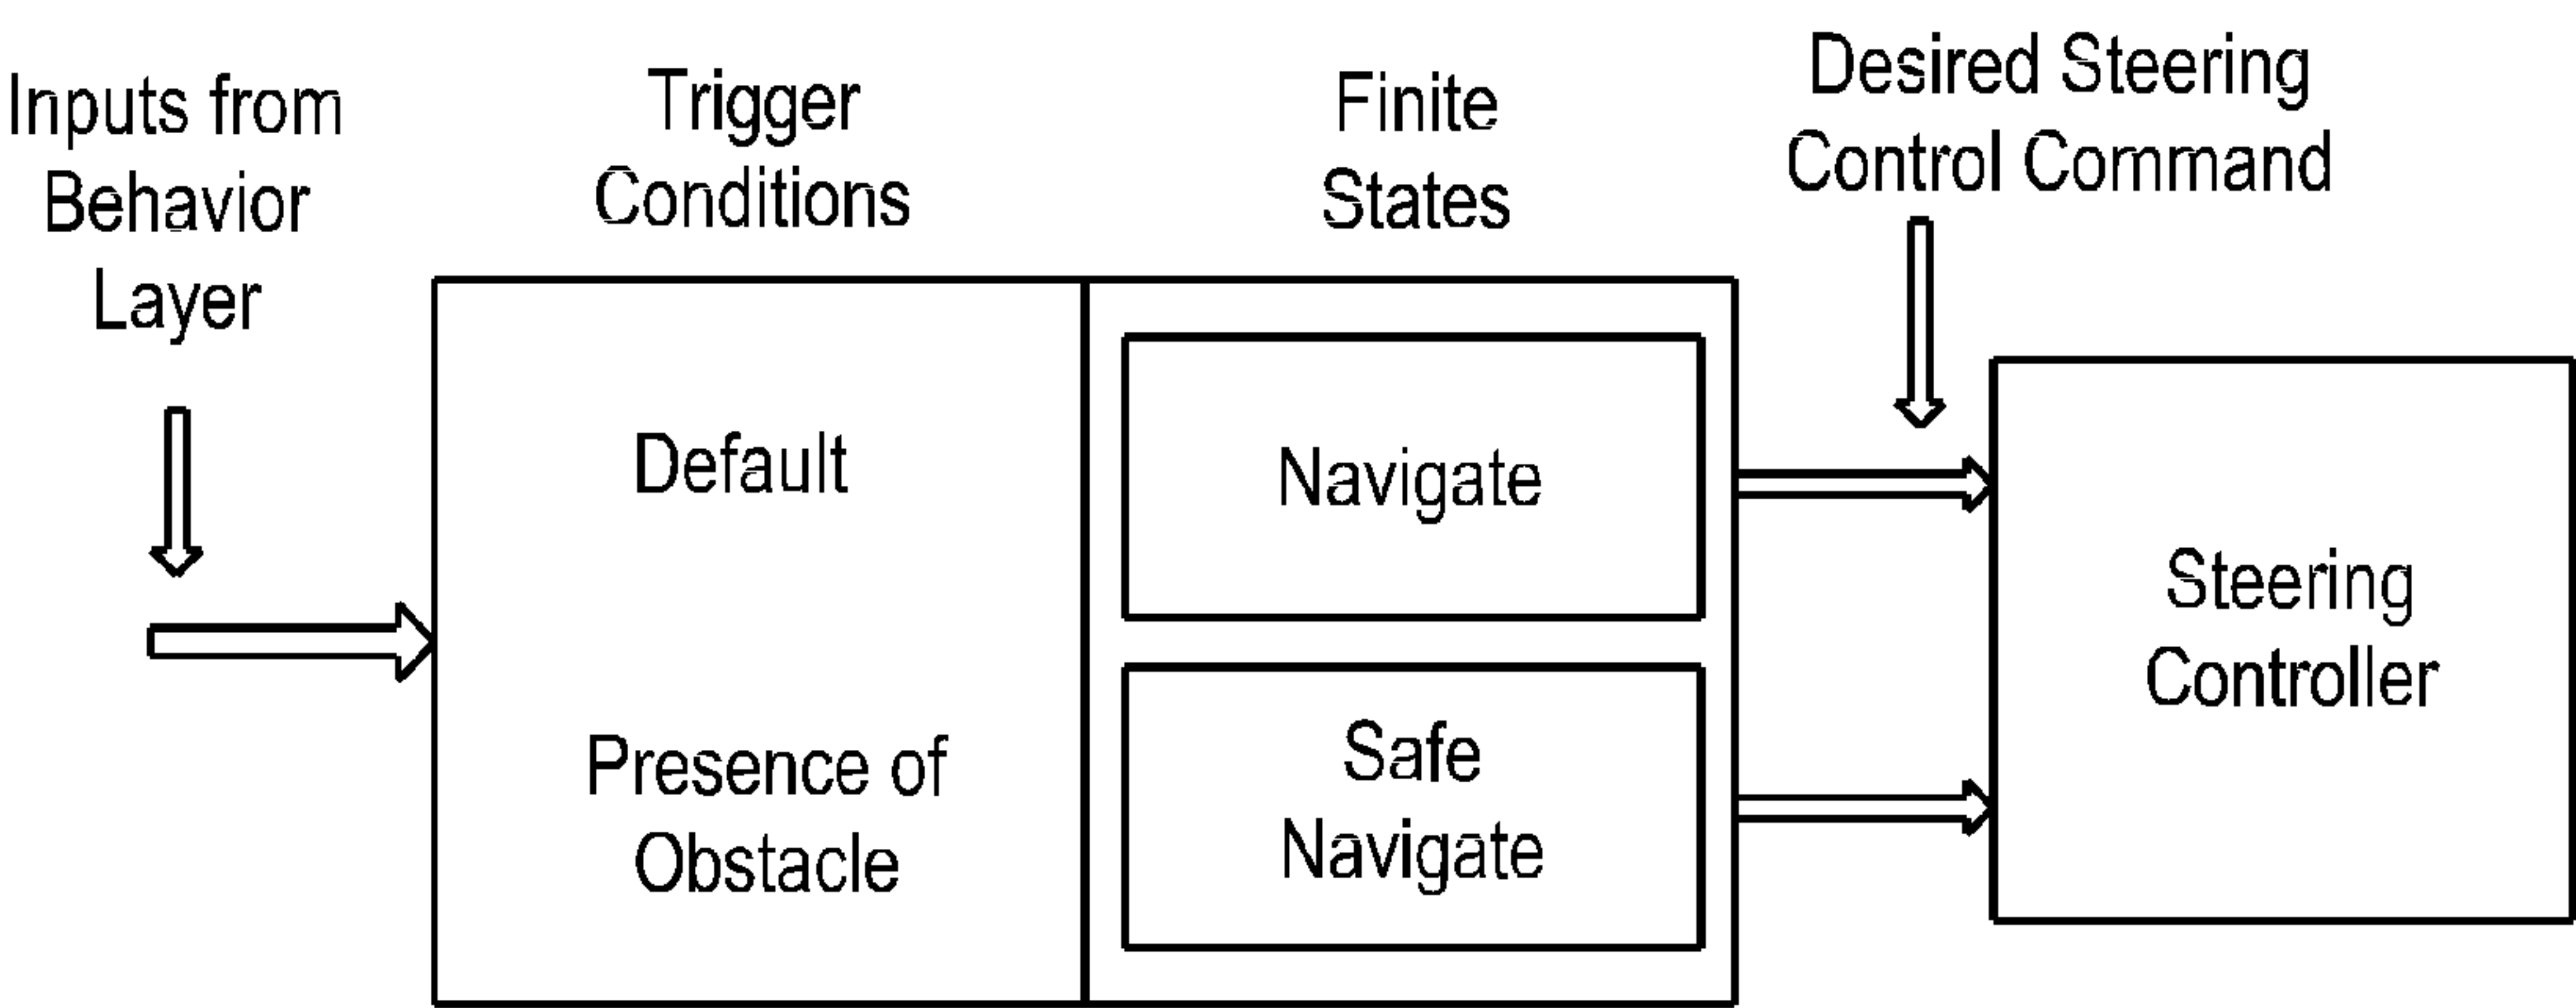 Inputs from
Behavior
Layer
Trigger
Conditions
Finite
States
Desired Steering
Control Command
Default
Presence of
Obstacle
Navigate
Safe
Navigate
Steering
Controller